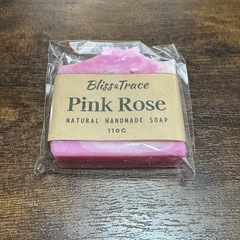 Bliss n Trace
Pink Rose
NATURAL HANDMADE SOAP
110G